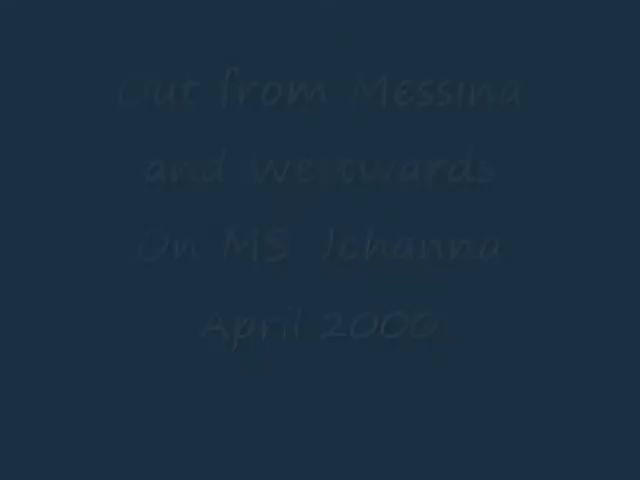 Out from Messina
and Westwards
On MS Johanna
April 2006